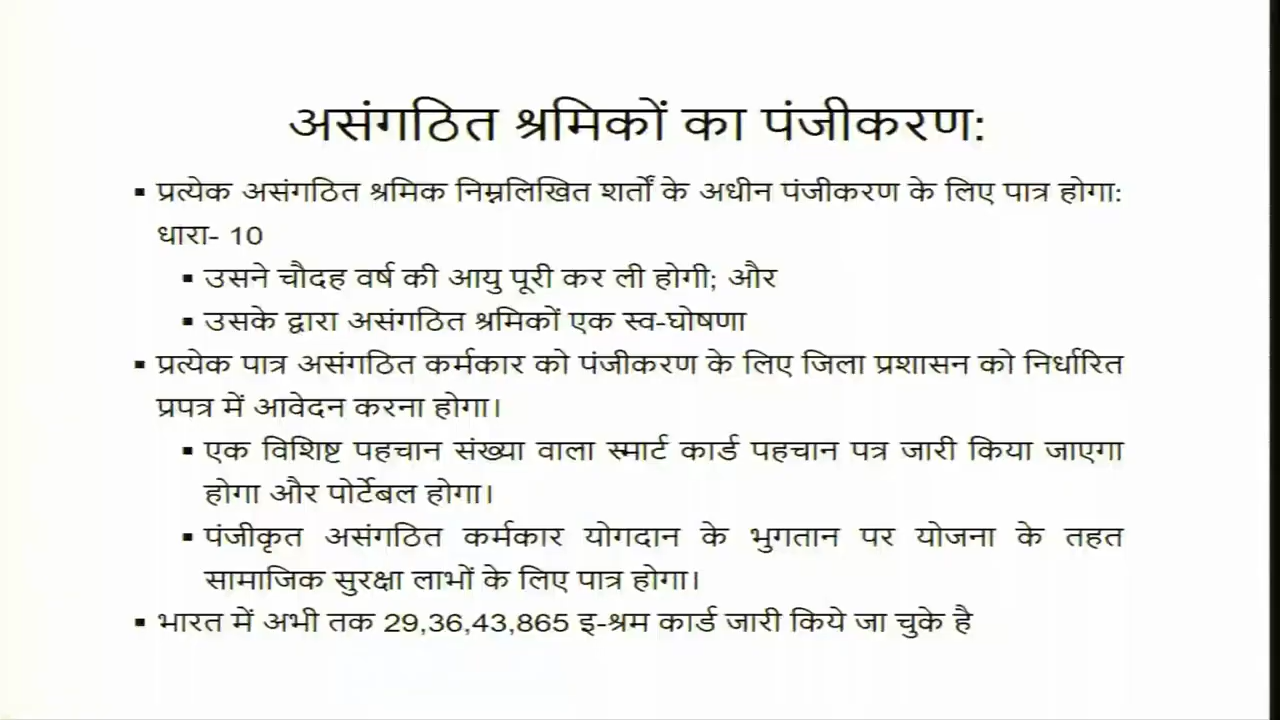 असंगठित श्रमिकों का पंजीकरण:
▪ प्रत्येक असंगठित श्रमिक निम्नलिखित शर्तों के अधीन पंजीकरण के लिए पात्र होगा:
धारा- 10
▪ उसने चौदह वर्ष की आयु पूरी कर ली होगी; और
▪ उसके द्वारा असंगठित श्रमिकों एक स्व-घोषणा
▪ प्रत्येक पात्र असंगठित कर्मकार को पंजीकरण के लिए जिला प्रशासन को निर्धारित
प्रपत्र में आवेदन करना होगा।
▪ एक विशिष्ट पहचान संख्या वाला स्मार्ट कार्ड पहचान पत्र जारी किया जाएगा
होगा और पोर्टेबल होगा।
▪ पंजीकृत असंगठित कर्मकार योगदान के भुगतान पर योजना के तहत
सामाजिक सुरक्षा लाभों के लिए पात्र होगा।
▪ भारत में अभी तक 29,36,43,865 इ-श्रम कार्ड जारी किये जा चुके है